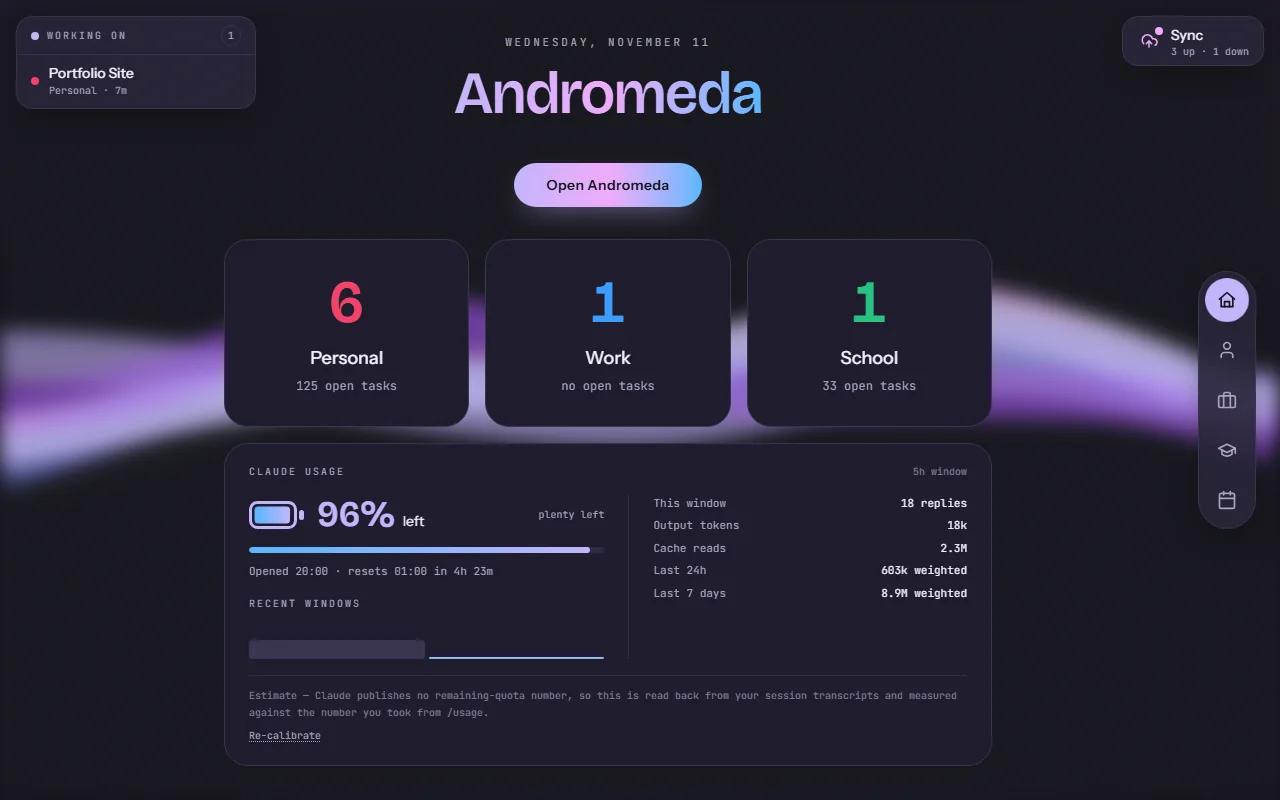 WORKING ON 1
Portfolio Site
Personal · 7m
WEDNESDAY, NOVEMBER 11
Andromeda
Sync
3 up · 1 down
Open Andromeda
6
Personal
125 open tasks
1
Work
no open tasks
1
School
33 open tasks
CLAUDE USAGE
5h window
96% left
plenty left
Opened 20:00 · resets 01:00 in 4h 23m
RECENT WINDOWS
This window 18 replies
Output tokens 18k
Cache reads 2.3M
Last 24h 603k weighted
Last 7 days 8.9M weighted
Estimate — Claude publishes no remaining-quota number, so this is read back from your session transcripts and measured
against the number you took from /usage.
Re-calibrate